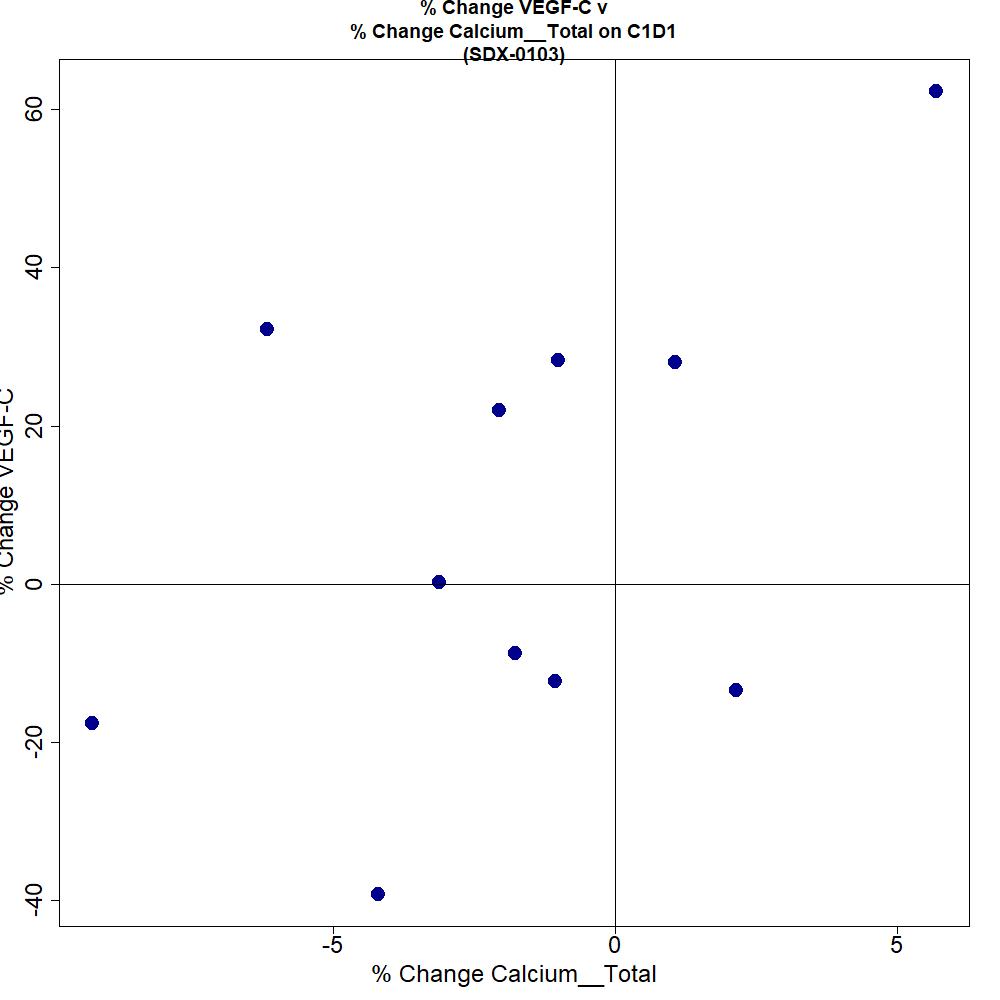 % Change VEGF-C v
% Change Calcium__Total on C1D1
(SDX-0103)
% Change VEGF-C
60
40
20
0
-20
-40
-5
0
5
% Change Calcium__Total